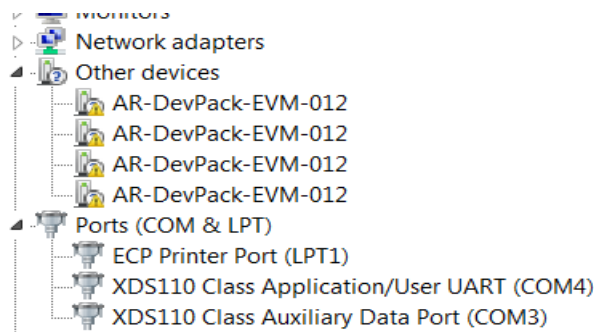 Monitors
Network adapters
Other devices
AR-DevPack-EVM-012
AR-DevPack-EVM-012
AR-DevPack-EVM-012
AR-DevPack-EVM-012
Ports (COM & LPT)
ECP Printer Port (LPT1)
XDS110 Class Application/User UART (COM4)
XDS110 Class Auxiliary Data Port (COM3)